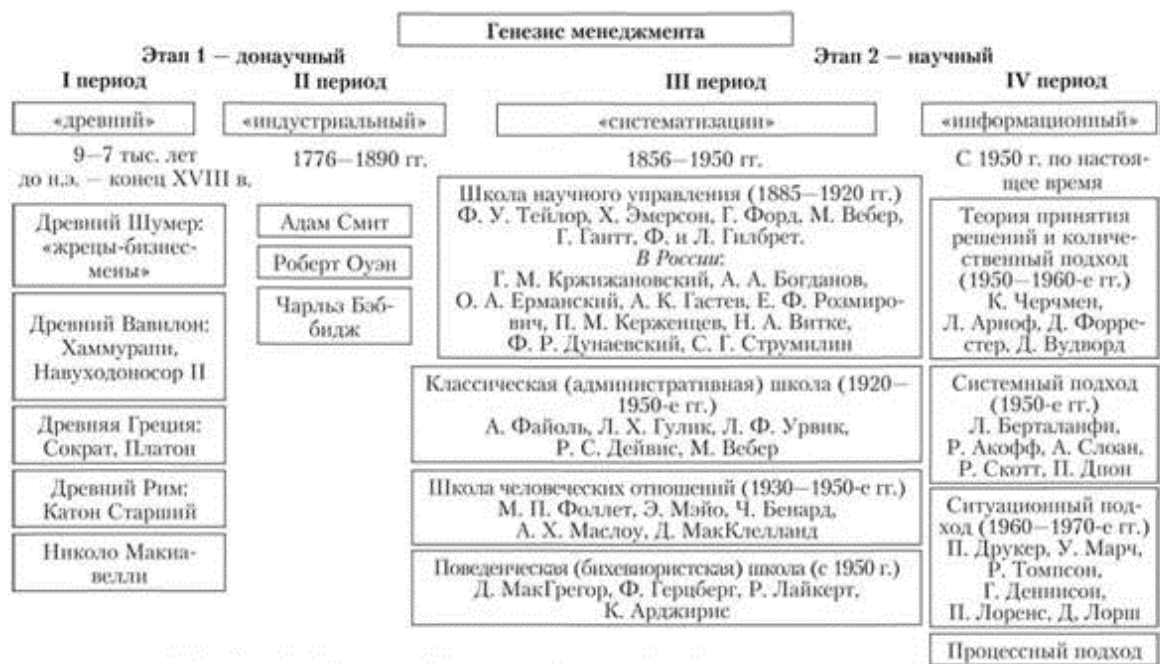 Генезис менеджмента
Этап 1 — донаучный
Этап 2 — научный
I период
II период
III период
IV период
«древний»
«индустриальный»
«систематизации»
«информационный»
9—7 тыс. лет
до н.э. — конец XVIII в.
1776—1890 гг.
1856—1950 гг.
С 1950 г. по настоя-
щее время
Древний Шумер:
«жрецы-бизнес-
мены»
Древний Вавилон:
Хаммурапи,
Навуходоносор II
Древняя Греция:
Сократ, Платон
Древний Рим:
Катон Старший
Николо Макиа-
велли
Адам Смит
Роберт Оуэн
Чарльз Бэб-
бидж
Школа научного управления (1885—1920 гг.)
Ф. У. Тейлор, Х. Эмерсон, Г. Форд, М. Вебер,
Г. Гантт, Ф. и Л. Гилбрет.
В России:
Г. М. Кржижановский, А. А. Богданов,
О. А. Ерманский, А. К. Гастев, Е. Ф. Розмиро-
вич, П. М. Керженцев, Н. А. Витке,
Ф. Р. Дунаевский, С. Г. Струмилин
Классическая (административная) школа (1920—
1950-е гг.)
А. Файоль, Л. Х. Гулик, Л. Ф. Урвик,
Р. С. Дейвис, М. Вебер
Школа человеческих отношений (1930—1950-е гг.)
М. П. Фоллет, Э. Мэйо, Ч. Бенард,
А. Х. Маслоу, Д. МакКлелланд
Поведенческая (бихевиористская) школа (с 1950 г.)
Д. МакГрегор, Ф. Герцберг, Р. Лайкерт,
К. Арджирис
Теория принятия
решений и количе-
ственный подход
(1950—1960-е гг.)
К. Черчмен,
Л. Арноф, Д. Форре-
стер, Д. Вудворд
Системный подход
(1950-е гг.)
Л. Берталанфи,
Р. Акофф, А. Слоан,
Р. Скотт, П. Дпон
Ситуационный под-
ход (1960—1970-е гг.)
П. Друкер, У. Марч,
Р. Томпсон,
Г. Деннисон,
П. Лоренс, Д. Лорш
Процессный подход